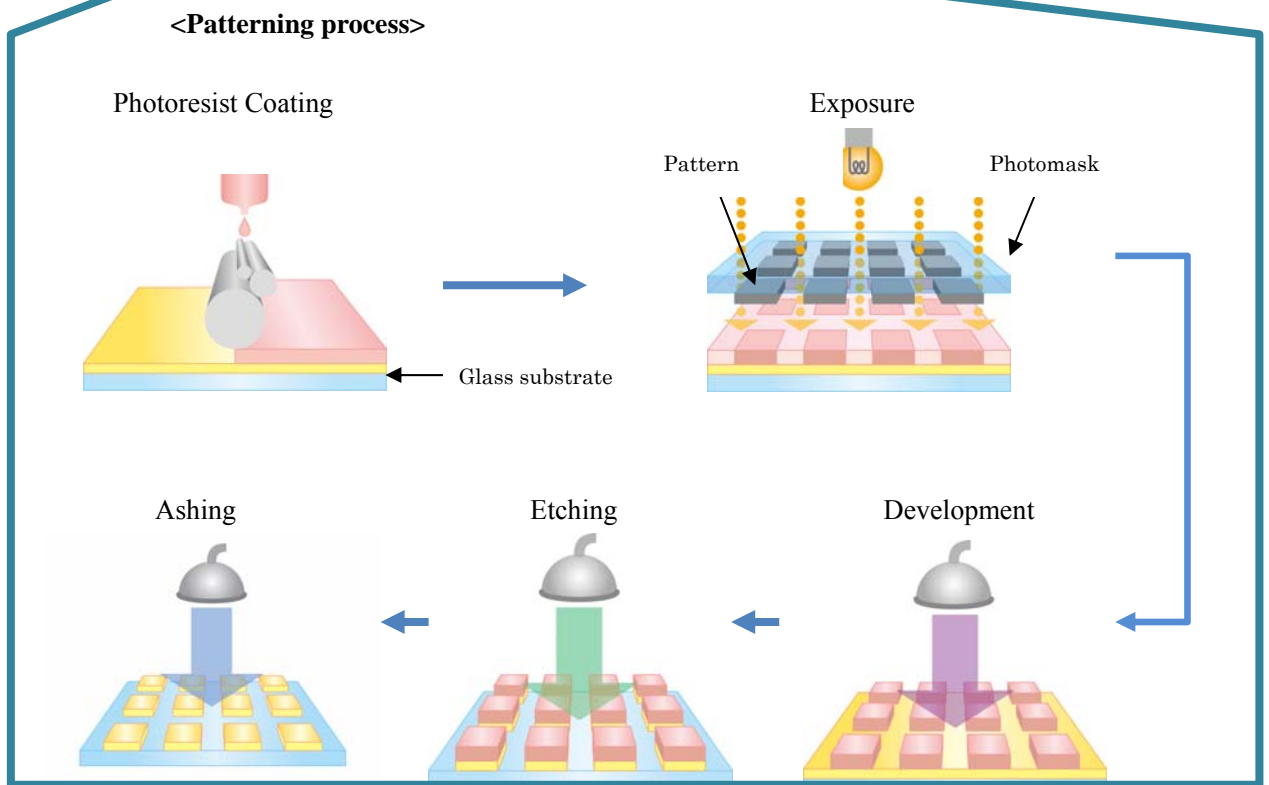 <Patterning process>
Photoresist Coating
Exposure
Pattern
Photomask
Glass substrate
Ashing
Etching
Development